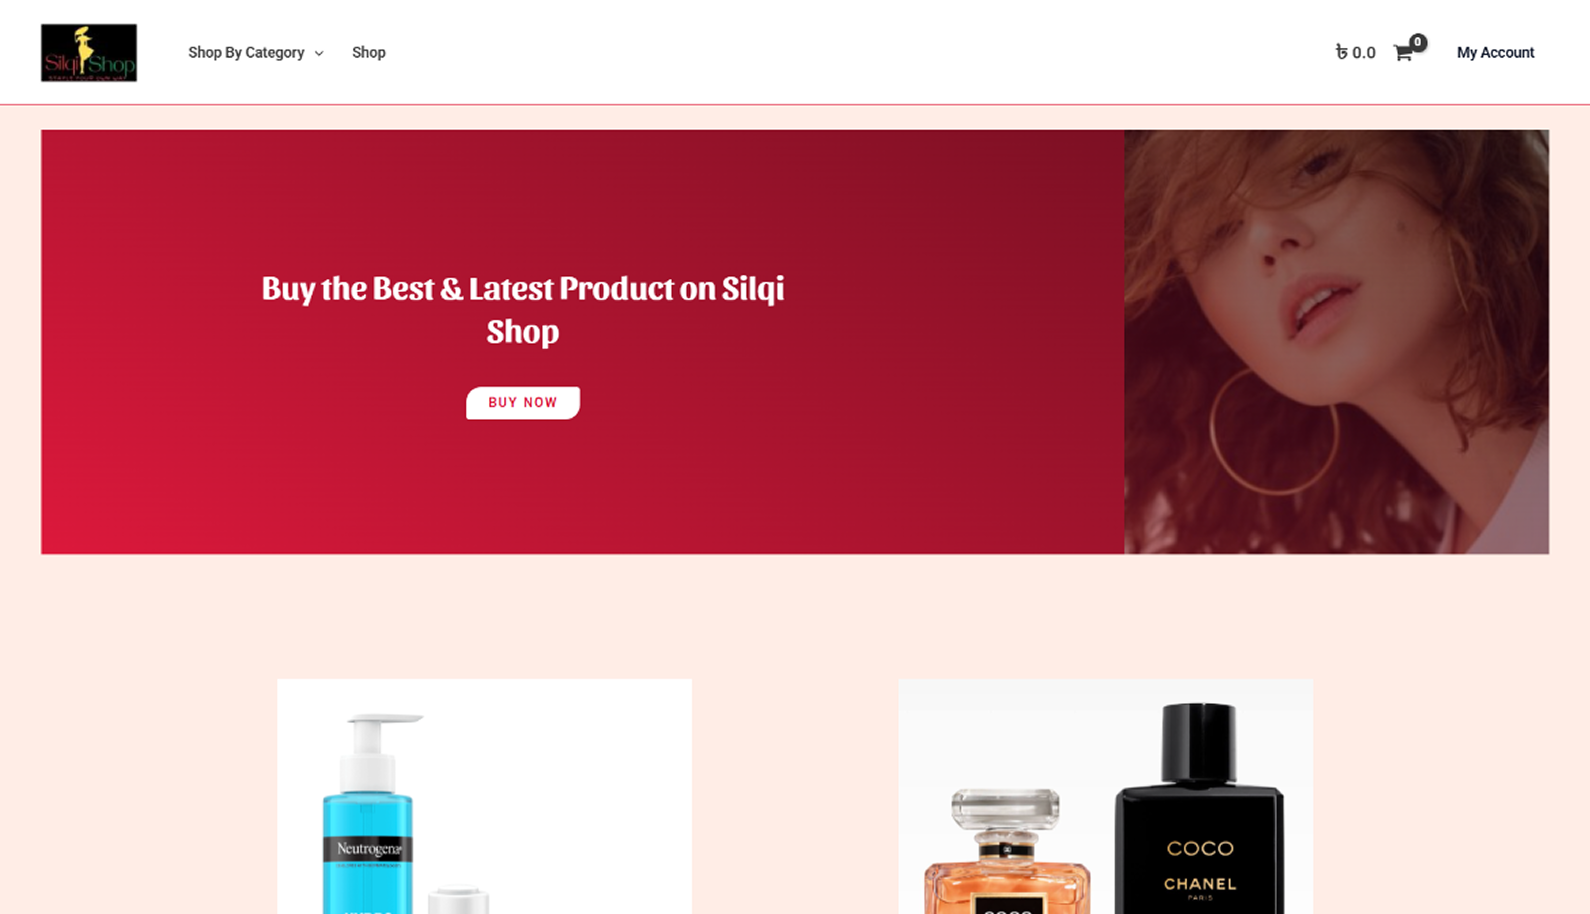 Silqi Shop
Shop By Category
Shop
৳ 0.0
0
My Account
Buy the Best & Latest Product on Silqi
Shop
BUY NOW
Neutrogena
COCO
CHANEL
PARIS